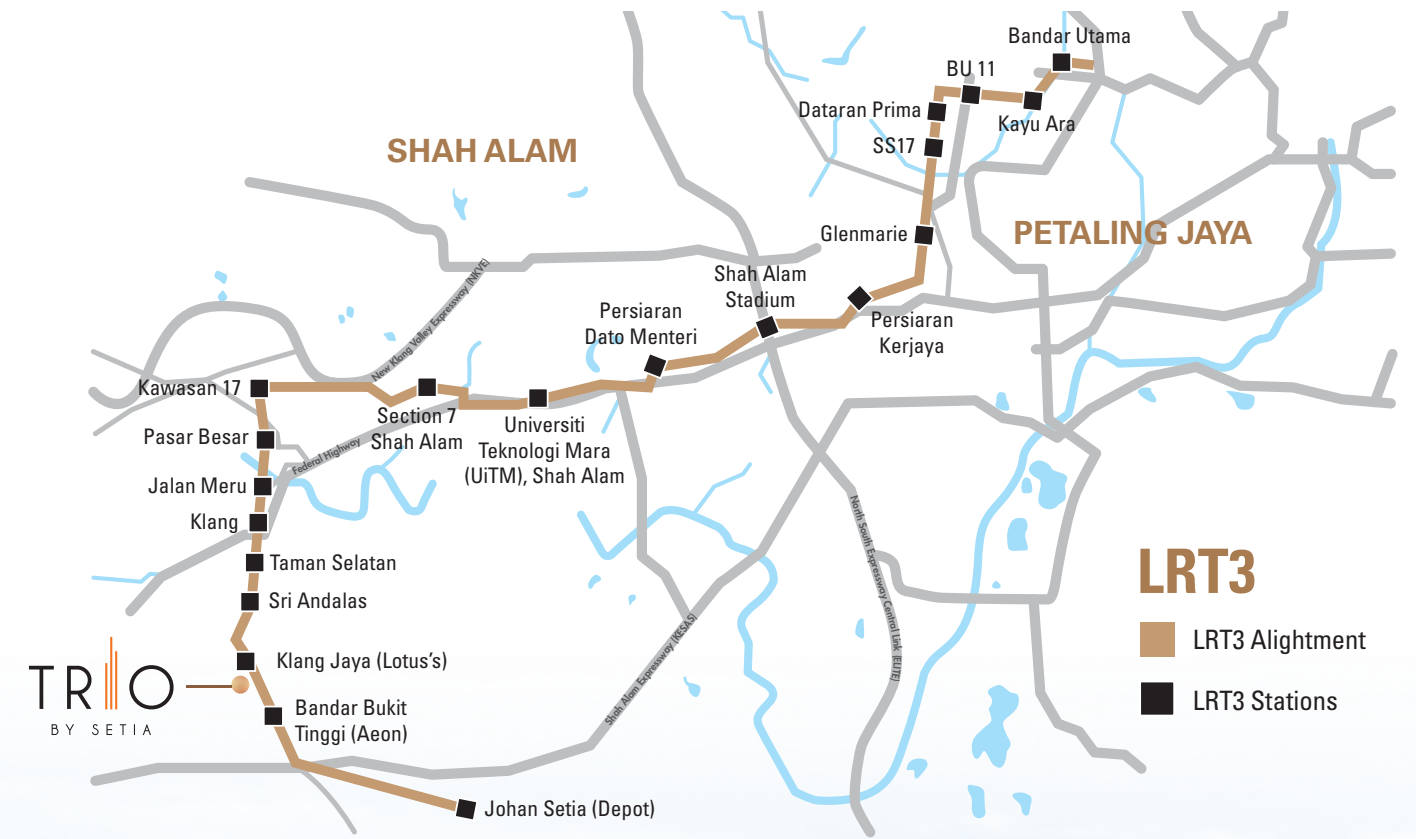 Bandar Utama
BU 11
Dataran Prima
Kayu Ara
SS17
SHAH ALAM
Glenmarie
PETALING JAYA
Shah Alam
Stadium
New Klang Valley Expressway (NKVE)
Persiaran
Dato Menteri
Persiaran
Kerjaya
Kawasan 17
Section 7
Shah Alam
Universiti
Teknologi Mara
(UiTM), Shah Alam
Pasar Besar
Federal Highway
Jalan Meru
Klang
North South Expressway Central Link (ELITE)
Taman Selatan
LRT3
Sri Andalas
LRT3 Alightment
Klang Jaya (Lotus's)
Shah Alam Expressway (KESAS)
TRIO
BY SETIA
LRT3 Stations
Bandar Bukit
Tinggi (Aeon)
Johan Setia (Depot)